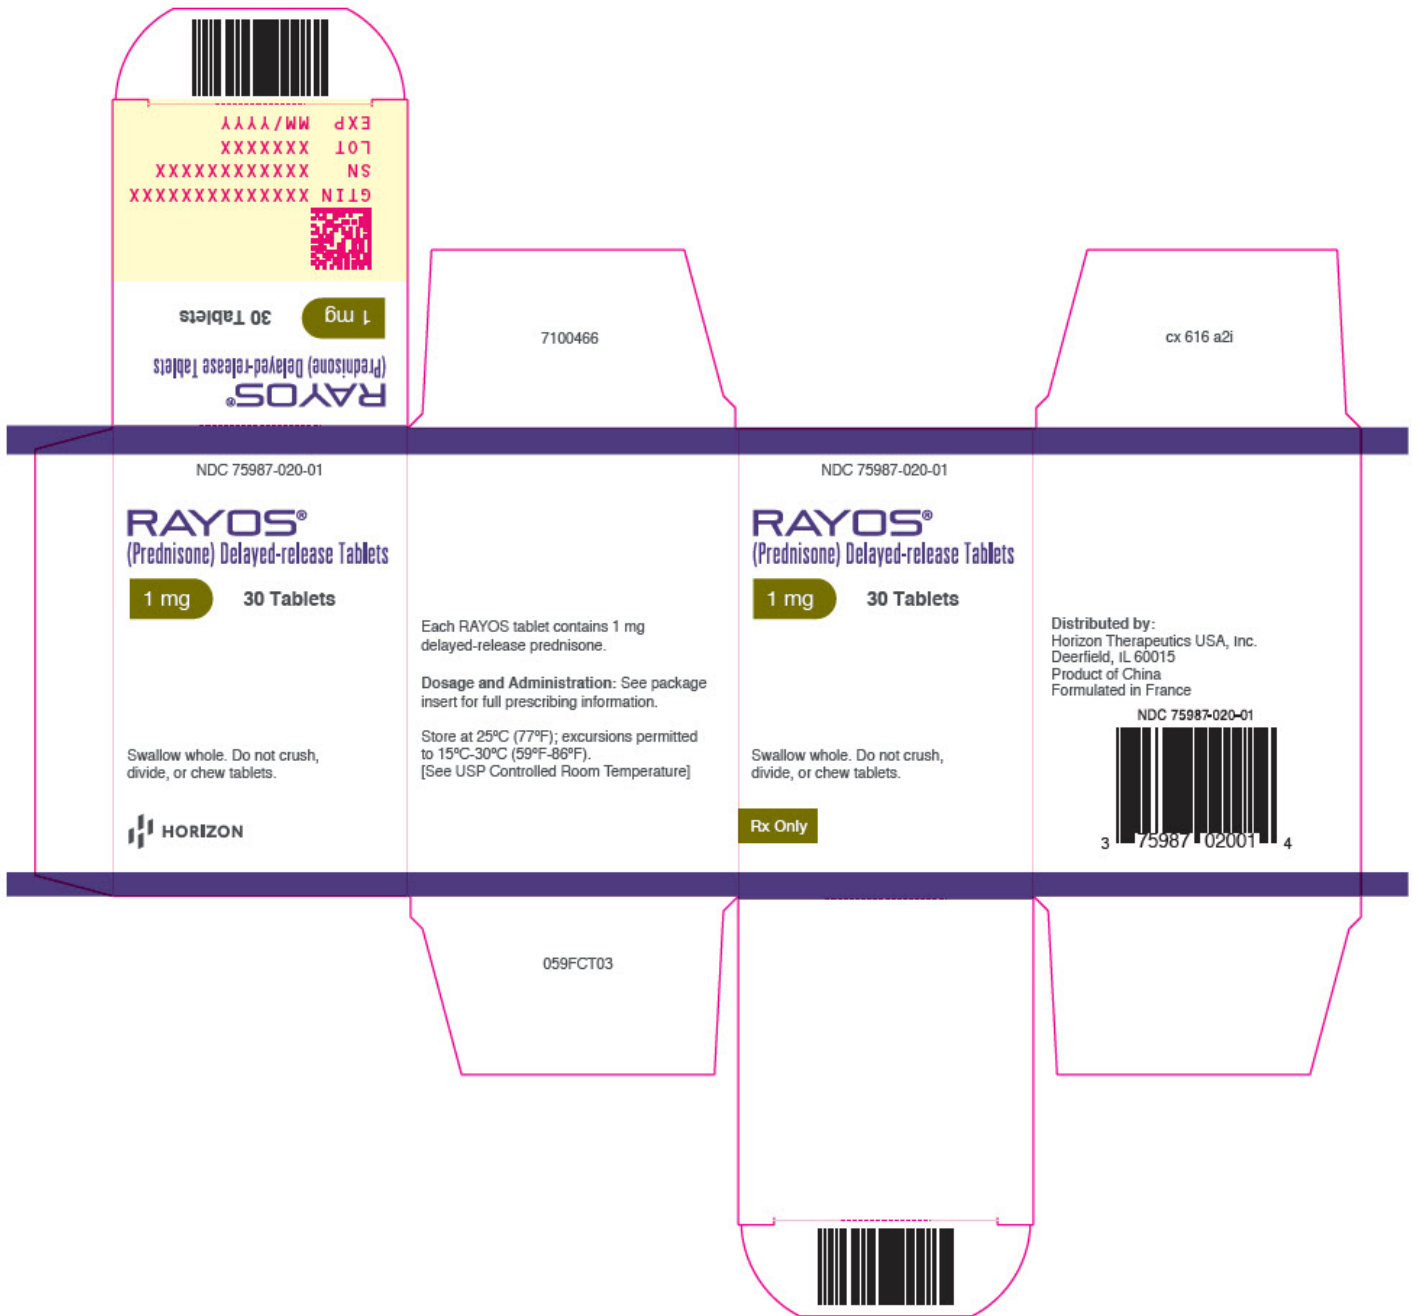 EXP MM/YYYY
LOT XXXXXXX
SN XXXXXXXXXXXX
GTIN XXXXXXXXXXXXXX
1 mg 30 Tablets
(Prednisone) Delayed-release Tablets
RAYOS®
7100466
cx 616 a2i
NDC 75987-020-01
RAYOS®
(Prednisone) Delayed-release Tablets
1 mg 30 Tablets
Swallow whole. Do not crush,
divide, or chew tablets.
HORIZON
Each RAYOS tablet contains 1 mg
delayed-release prednisone.
Dosage and Administration: See package
insert for full prescribing information.
Store at 25ºC (77ºF); excursions permitted
to 15ºC-30ºC (59ºF-86ºF).
[See USP Controlled Room Temperature]
NDC 75987-020-01
RAYOS®
(Prednisone) Delayed-release Tablets
1 mg 30 Tablets
Swallow whole. Do not crush,
divide, or chew tablets.
Rx Only
Distributed by:
Horizon Therapeutics USA, Inc.
Deerfield, IL 60015
Product of China
Formulated in France
NDC 75987-020-01
3 75987 02001 4
059FCT03